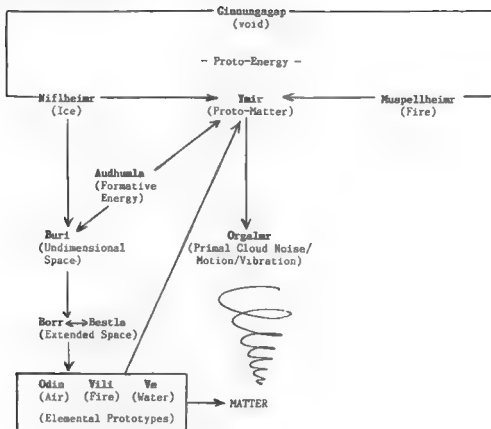 Ginnungagap
(void)
- Proto-Energy -
Niflheimr Ymir Muspellheimr
(Ice) (Proto-Matter) (Fire)
Audhumla
(Formative
Energy)
Buri Orgalmr
(Undimensional (Primal Cloud Noise/
Space) Motion/Vibration)
Borr Bestla
(Extended Space)
Odin Vili Ve
(Air) (Fire) (Water)
(Elemental Prototypes) MATTER